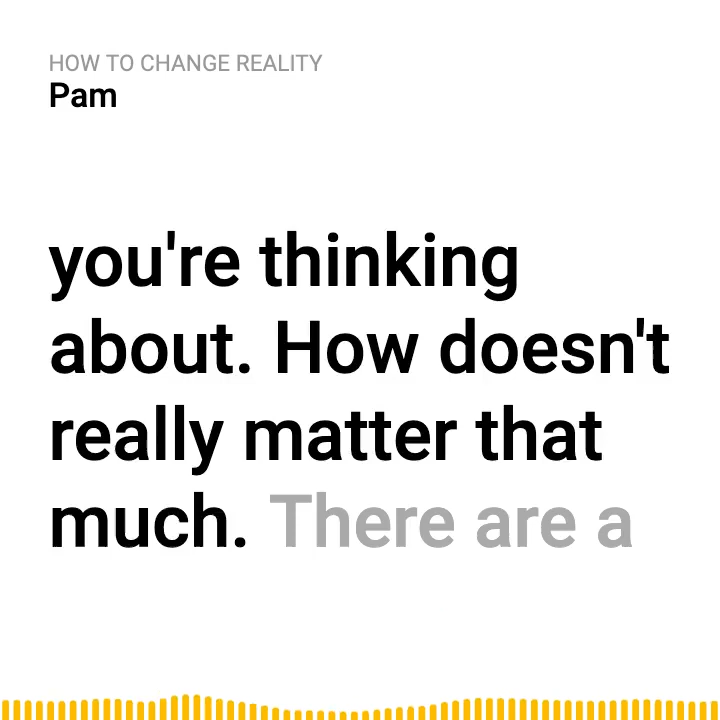 HOW TO CHANGE REALITY
Pam
you're thinking
about. How doesn't
really matter that
much. There are a